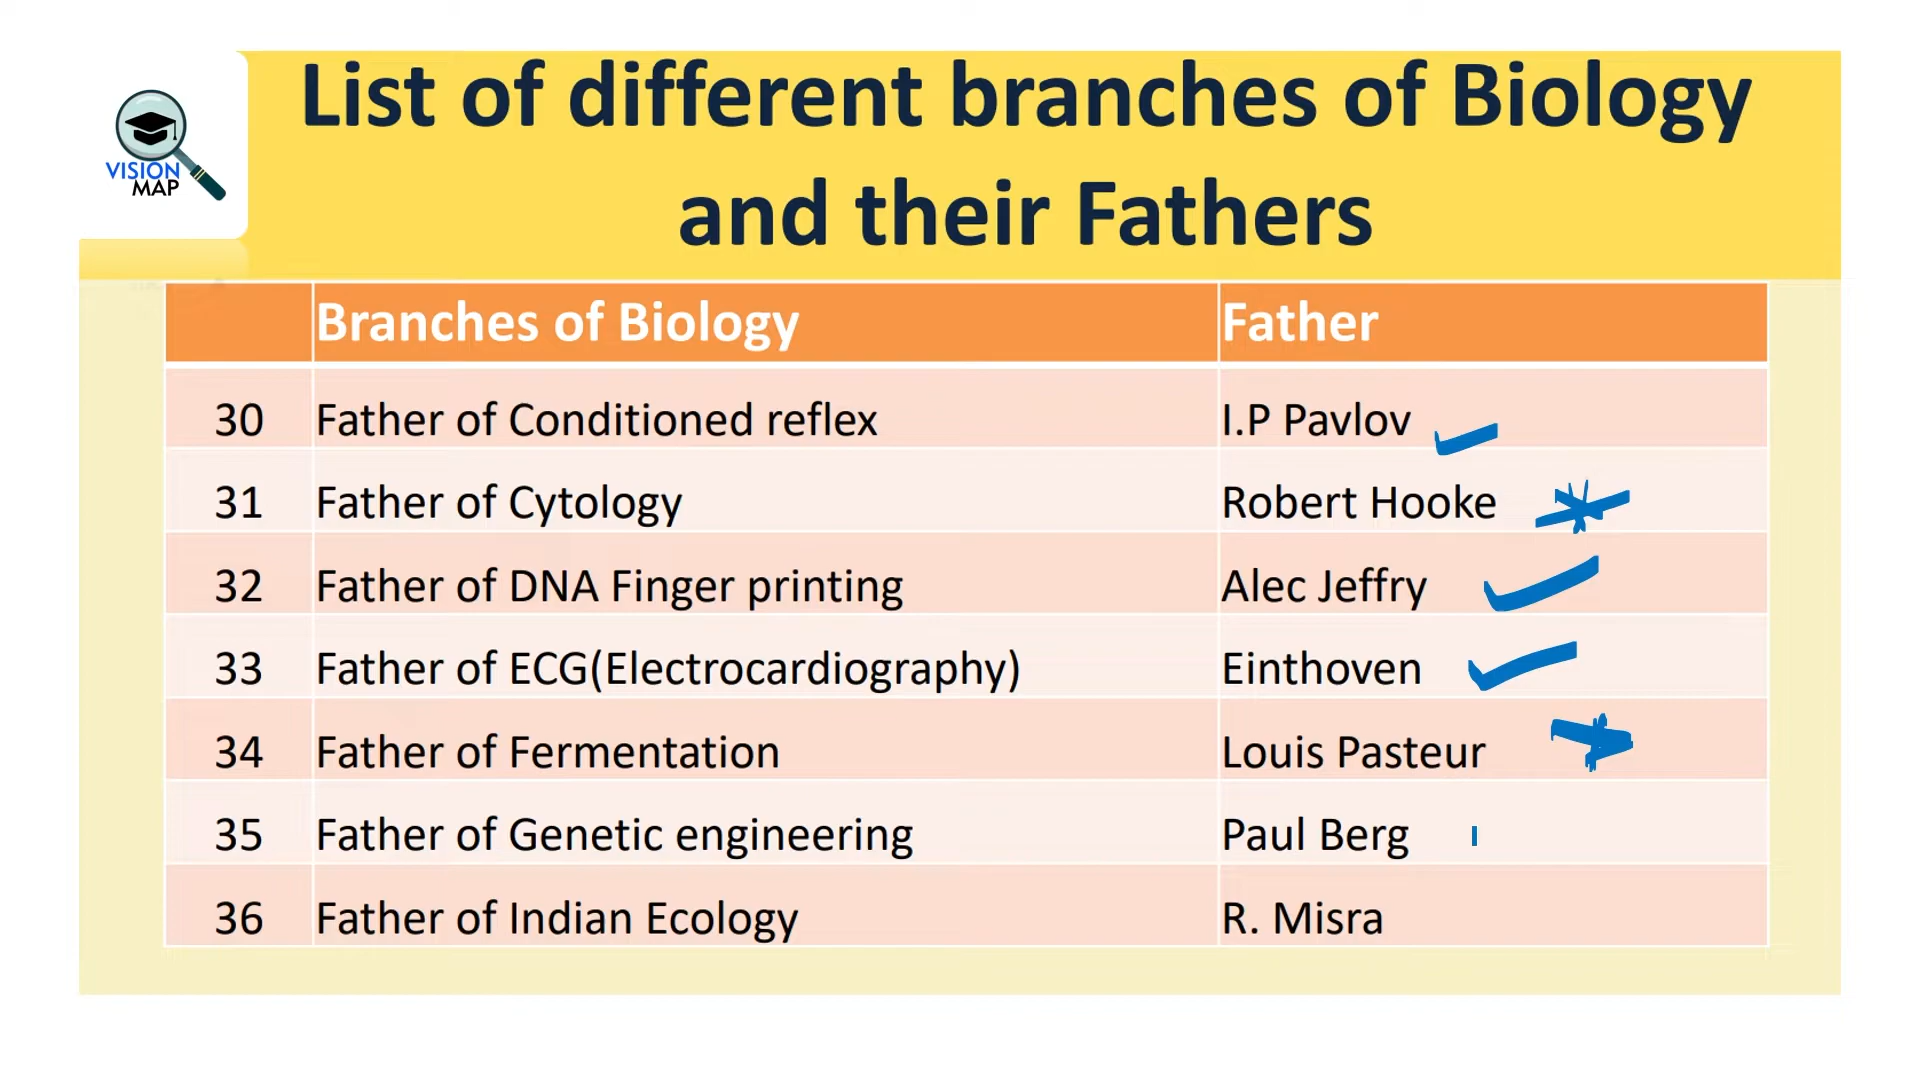 VISION
MAP
List of different branches of Biology
and their Fathers
Branches of Biology Father
30 Father of Conditioned reflex I.P Pavlov
31 Father of Cytology Robert Hooke
32 Father of DNA Finger printing Alec Jeffry
33 Father of ECG(Electrocardiography) Einthoven
34 Father of Fermentation Louis Pasteur
35 Father of Genetic engineering Paul Berg
36 Father of Indian Ecology R. Misra